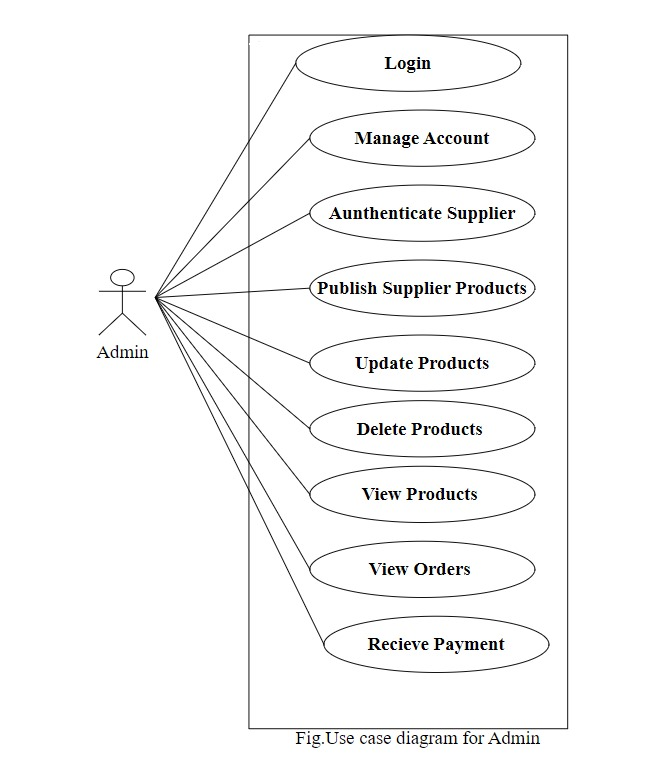 Login
Manage Account
Aunthenticate Supplier
Publish Supplier Products
Admin
Update Products
Delete Products
View Products
View Orders
Recieve Payment
Fig.Use case diagram for Admin